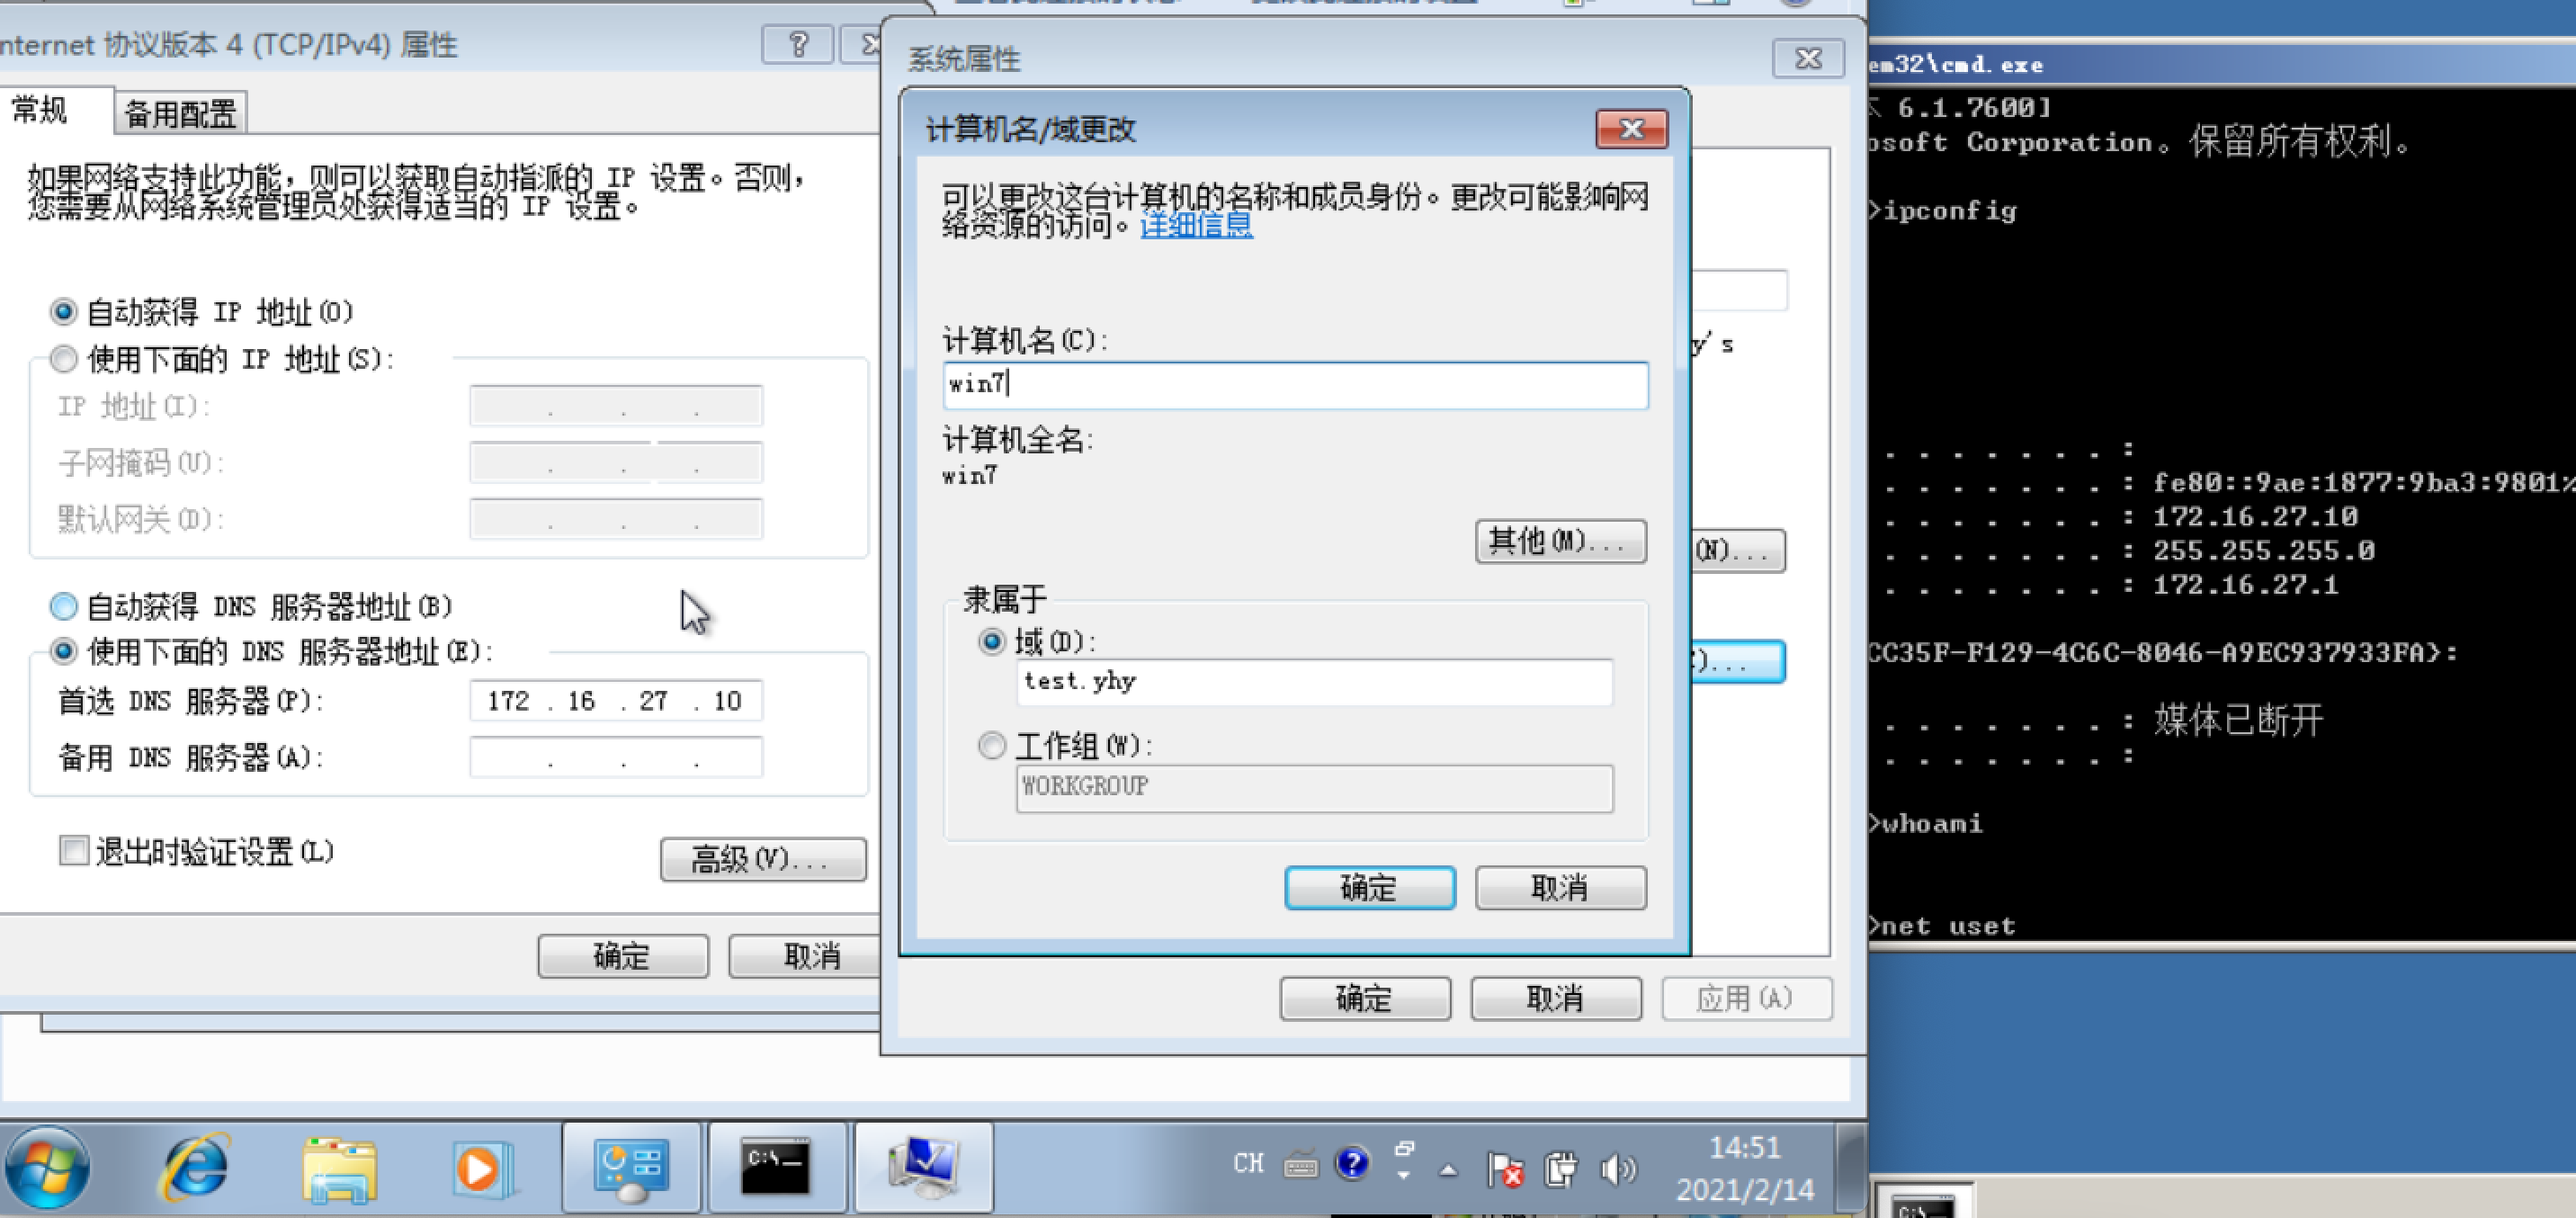 nternet 协议版本 4 (TCP/IPv4) 属性
常规
备用配置
如果网络支持此功能，则可以获取自动指派的 IP 设置。否则，
您需要从网络系统管理员处获得适当的 IP 设置。
自动获得 IP 地址(O)
使用下面的 IP 地址(S):
IP 地址(I):
子网掩码(U):
默认网关(D):
自动获得 DNS 服务器地址(B)
使用下面的 DNS 服务器地址(E):
首选 DNS 服务器(P):
172 . 16 . 27 . 10
备用 DNS 服务器(A):
退出时验证设置(L)
高级(V)...
确定
取消
系统属性
计算机名/域更改
可以更改这台计算机的名称和成员身份。更改可能影响网
络资源的访问。详细信息
计算机名(C):
win7
计算机全名:
win7
其他(M)...
隶属于
域(D):
test.yhy
工作组(W):
WORKGROUP
确定
取消
y's
(N)...
)...
确定
取消
应用(A)
em32\cmd.exe
6.1.7600]
osoft Corporation。保留所有权利。
>ipconfig
. . . . . . . :
. . . . . . . : fe80::9ae:1877:9ba3:9801%
. . . . . . . : 172.16.27.10
. . . . . . . : 255.255.255.0
. . . . . . . : 172.16.27.1
CC35F-F129-4C6C-8046-A9EC937933FA}:
. . . . . . . : 媒体已断开
. . . . . . . :
>whoami
>net uset
C:\
CH
14:51
2021/2/14
C:\